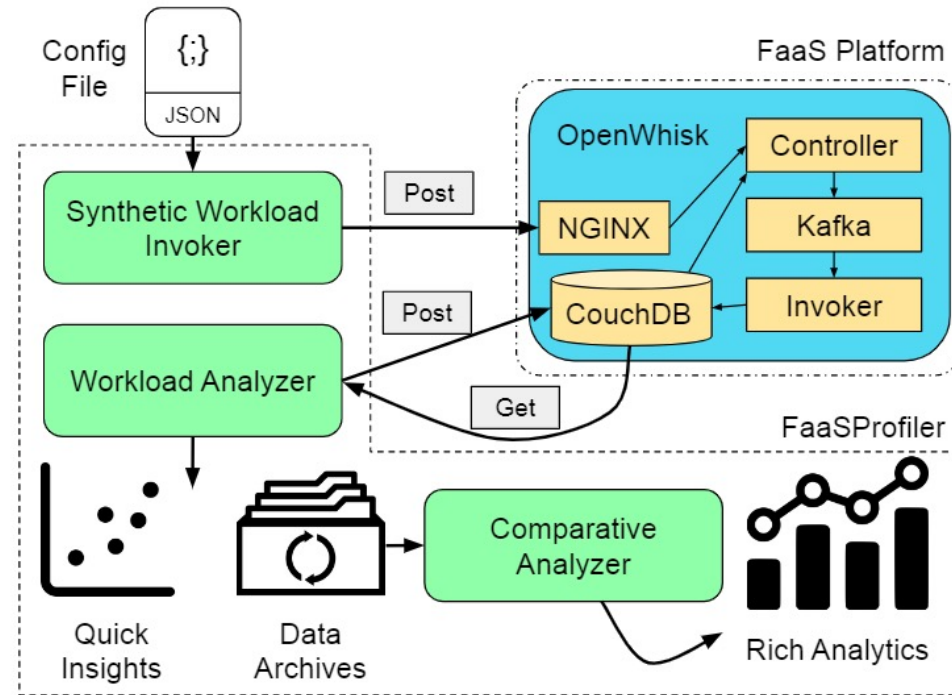 Config
File
{;}
JSON
FaaS Platform
OpenWhisk
Controller
Synthetic Workload
Invoker
Post
NGINX
Kafka
Post
CouchDB
Invoker
Workload Analyzer
Get
FaaSProfiler
Comparative
Analyzer
Quick
Insights
Data
Archives
Rich Analytics